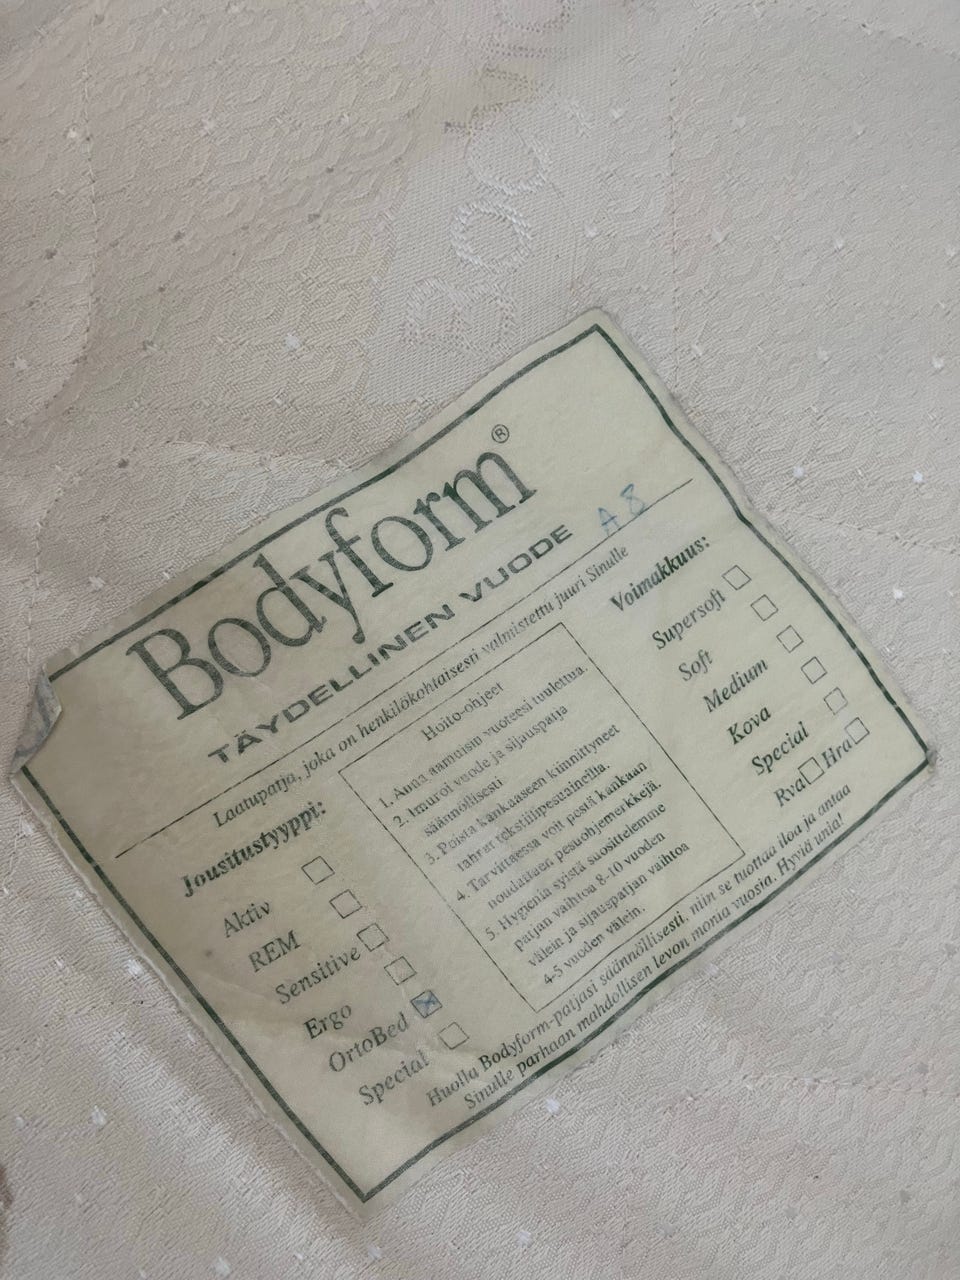 Body
Bodyform®
TÄYDELLINEN VUODE
A8
Laatupatja, joka on henkilökohtaisesti valmistettu juuri Sinulle
Jousitustyyppi:
Aktiv
REM
Sensitive
Ergo
OrtoBed
Special
Hoito-ohjeet
1. Anna aamuisin vuoteesi tuulettua.
2. Imuroi vuode ja sijauspatja
säännöllisesti
3. Poista kankaaseen kiinnittyneet
tahrat tekstiilipesuaineilla.
4. Tarvittaessa voit pestä kankaan
noudattaen pesuohjemerkkejä.
5. Hygienia syistä suosittelemme
patjan vaihtoa 8-10 vuoden
välein ja sijauspatjan vaihtoa
4-5 vuoden välein.
Voimakkuus:
Supersoft
Soft
Medium
Kova
Special
Rva Hra
Huolla Bodyform-patjasi säännöllisesti, niin se tuottaa iloa ja antaa
Sinulle parhaan mahdollisen levon monia vuosia. Hyviä unia!